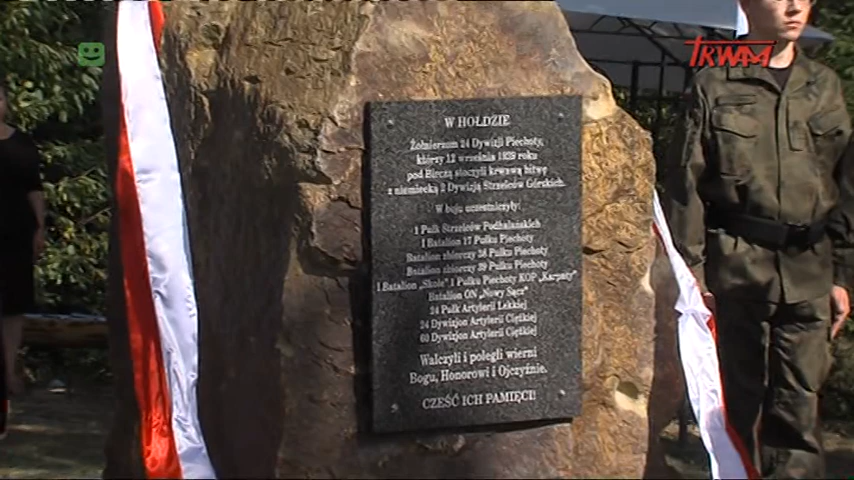 TRWAM
W HOŁDZIE
Żołnierzom 24 Dywizji Piechoty,
którzy 12 września 1939 roku
pod Birczą stoczyli krwawą bitwę
z niemiecką 2 Dywizją Strzelców Górskich.
W boju uczestniczyły:
1 Pułk Strzelców Podhalańskich
I Batalion 17 Pułku Piechoty
Batalion zbiorczy 38 Pułku Piechoty
Batalion zbiorczy 39 Pułku Piechoty
I Batalion „Skole" 1 Pułku Piechoty KOP „Karpaty"
Batalion ON „Nowy Sącz"
24 Pułk Artylerii Lekkiej
24 Dywizjon Artylerii Ciężkiej
60 Dywizjon Artylerii Ciężkiej
Walczyli i polegli wierni
Bogu, Honorowi i Ojczyźnie.
CZEŚĆ ICH PAMIĘCI!